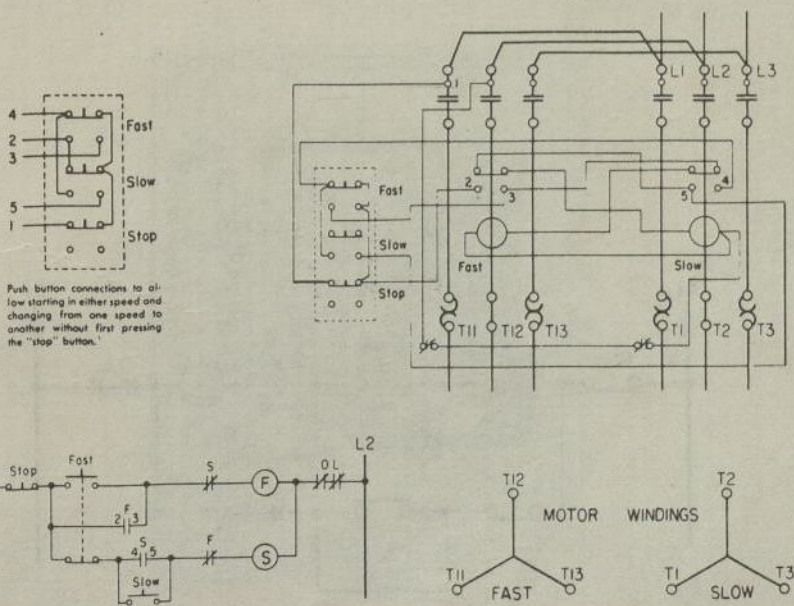 4
2
3
5
1
Fast
Slow
Stop
Push button connections to al-
low starting in either speed and
changing from one speed to
another without first pressing
the "stop" button.'
1
L1
L2
L3
Fast
Slow
Stop
2
3
5
4
Fast
Slow
T11
T12
T13
T1
T2
T3
Stop
Fast
S
F
OL
L2
F
2 3
S
4 5
F
S
Slow
MOTOR WINDINGS
T12
T11
T13
FAST
T2
T1
T3
SLOW